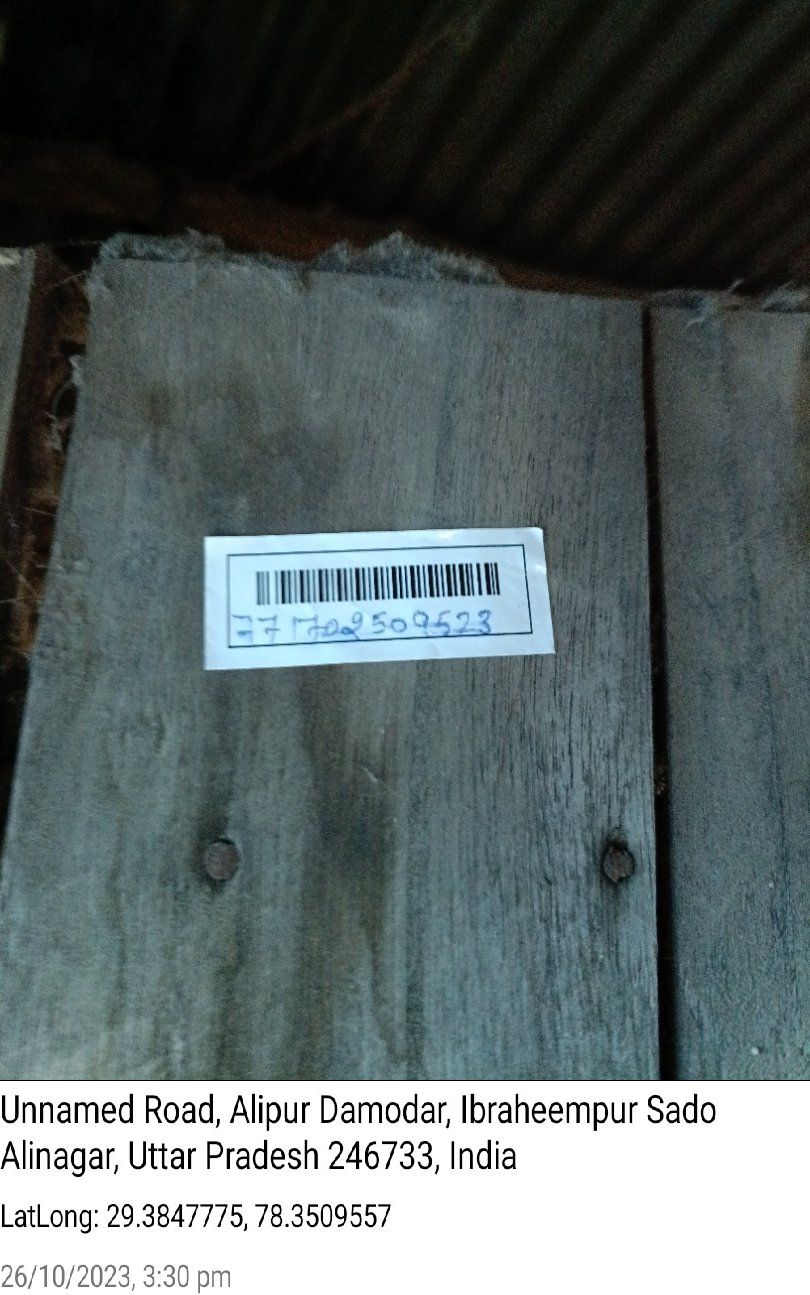 771702509523
Unnamed Road, Alipur Damodar, Ibraheempur Sado
Alinagar, Uttar Pradesh 246733, India
LatLong: 29.3847775, 78.3509557
26/10/2023, 3:30 pm